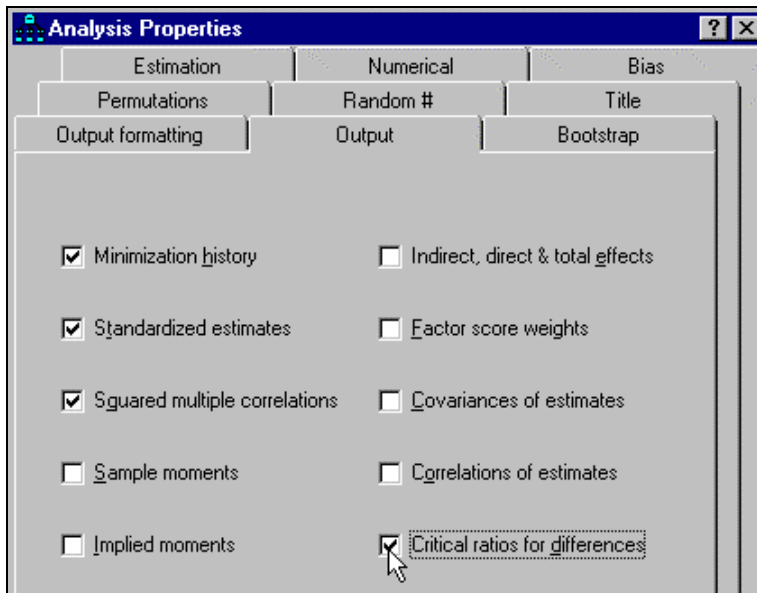 Analysis Properties
Estimation Numerical Bias
Permutations Random # Title
Output formatting Output Bootstrap
Minimization history Indirect, direct & total effects
Standardized estimates Factor score weights
Squared multiple correlations Covariances of estimates
Sample moments Correlations of estimates
Implied moments Critical ratios for differences